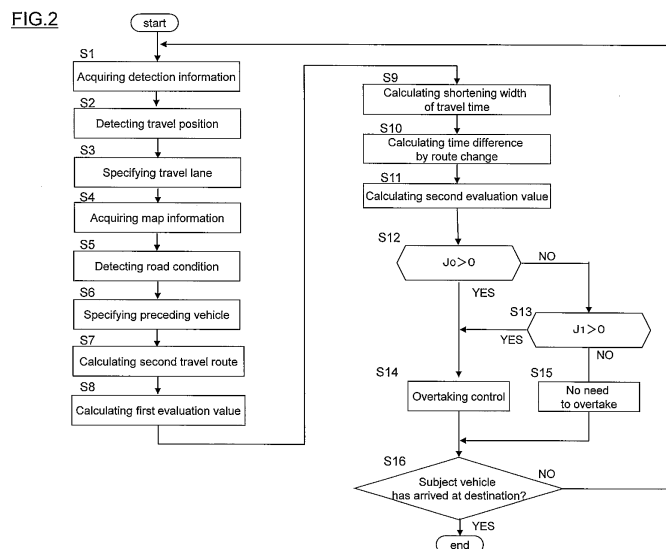 FIG.2
start
S1
Acquiring detection information
S2
Detecting travel position
S3
Specifying travel lane
S4
Acquiring map information
S5
Detecting road condition
S6
Specifying preceding vehicle
S7
Calculating second travel route
S8
Calculating first evaluation value
S9
Calculating shortening width
of travel time
S10
Calculating time difference
by route change
S11
Calculating second evaluation value
S12
J0>0
NO
YES
S13
J1>0
YES
NO
S14
Overtaking control
S15
No need
to overtake
S16
Subject vehicle
has arrived at destination?
NO
YES
end